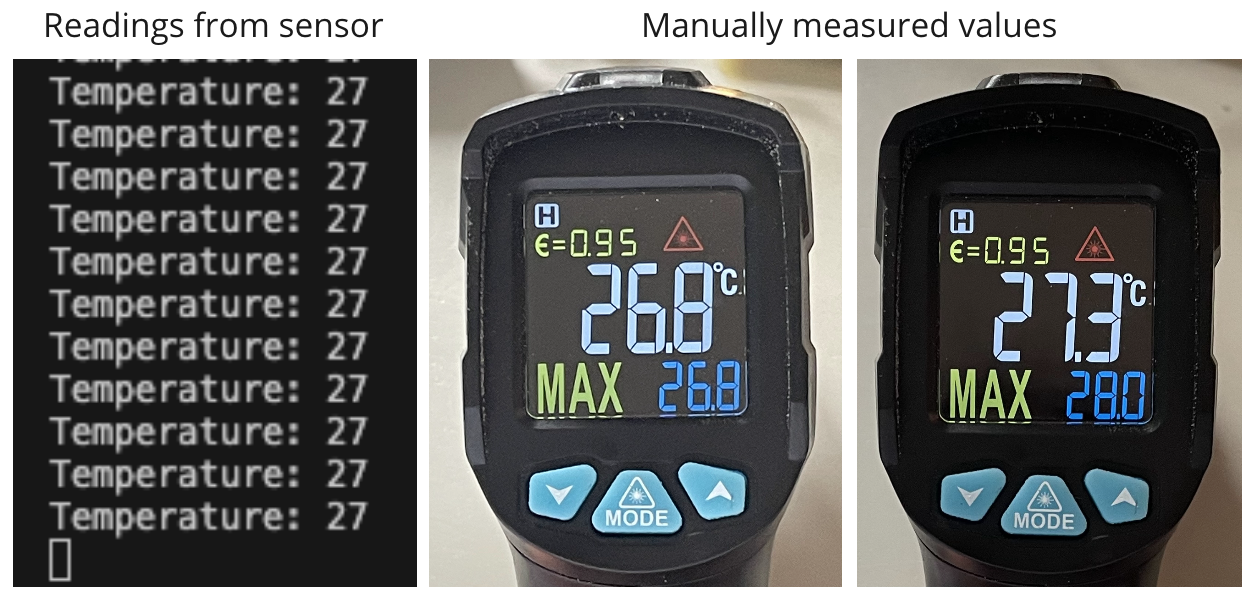 Readings from sensor
Temperature: 27
Temperature: 27
Temperature: 27
Temperature: 27
Temperature: 27
Temperature: 27
Temperature: 27
Temperature: 27
Temperature: 27
Temperature: 27
Temperature: 27
Temperature: 27
Manually measured values
H
ϵ=0.95
26.8°C
MAX 26.8
MODE
H
ϵ=0.95
27.3°C
MAX 28.0
MODE